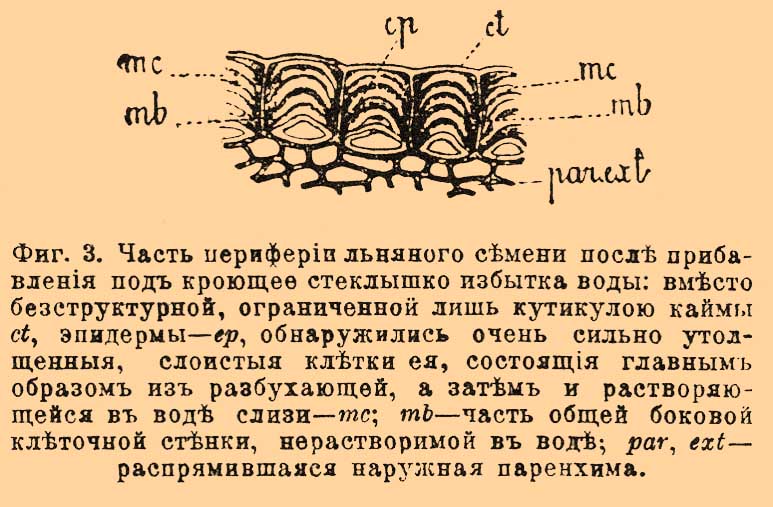 ep ct
mc mc
mb mb
par.ext
Фиг. 3. Часть периферіи льняного сѣмени послѣ приба-
вленія подъ кроющее стеклышко избытка воды: вмѣсто
безструктурной, ограниченной лишь кутикулою каймы
ct, эпидермы—ep, обнаружились очень сильно утол-
щенныя, слоистыя клѣтки ея, состоящія главнымъ
образомъ изъ разбухающей, а затѣмъ и растворяю-
щейся въ водѣ слизи—mc; mb—часть общей боковой
клѣточной стѣнки, нерастворимой въ водѣ; par, ext—
распрямившаяся наружная паренхима.